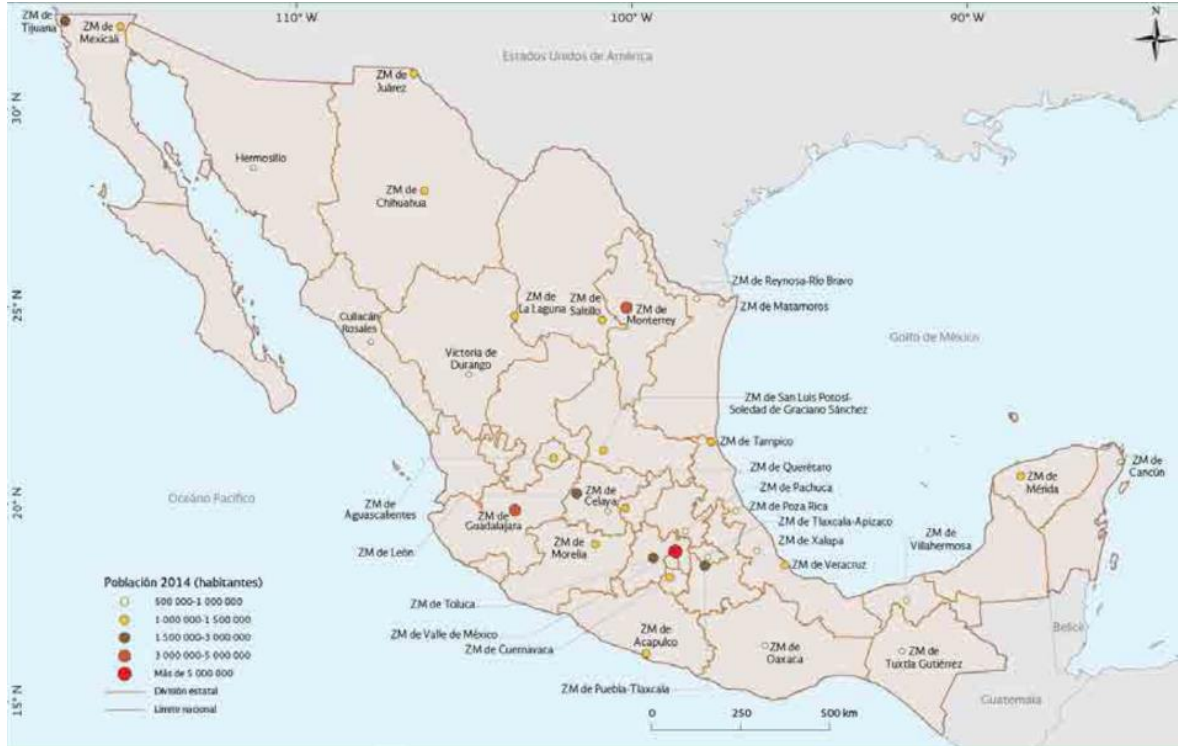 110° W
100° W
90° W
N
ZM de
Tijuana
ZM de
Mexicali
Estados Unidos de América
ZM de
Juárez
30° N
Hermosillo
ZM de
Chihuahua
ZM de Reynosa-Río Bravo
25° N
ZM de
La Laguna
ZM de
Saltillo
ZM de
Monterrey
ZM de Matamoros
Culiacán
Rosales
Golfo de México
Victoria de
Durango
ZM de San Luis Potosí-
Soledad de Graciano Sánchez
ZM de Tampico
ZM de Querétaro
ZM de
Mérida
ZM de
Cancún
20° N
Océano Pacífico
ZM de
Aguascalientes
ZM de
Guadalajara
ZM de
Celaya
ZM de Pachuca
ZM de Poza Rica
ZM de Tlaxcala-Apizaco
ZM de
Villahermosa
ZM de León
ZM de
Morelia
ZM de Xalapa
ZM de Veracruz
Población 2014 (habitantes)
500 000-1 000 000
1 000 000-1 500 000
1 500 000-3 000 000
3 000 000-5 000 000
Más de 5 000 000
División estatal
Límite nacional
ZM de Toluca
ZM de Valle de México
ZM de Cuernavaca
ZM de
Acapulco
ZM de
Oaxaca
ZM de
Tuxtla Gutiérrez
Belice
Guatemala
ZM de Puebla-Tlaxcala
15° N
0
250
500 km